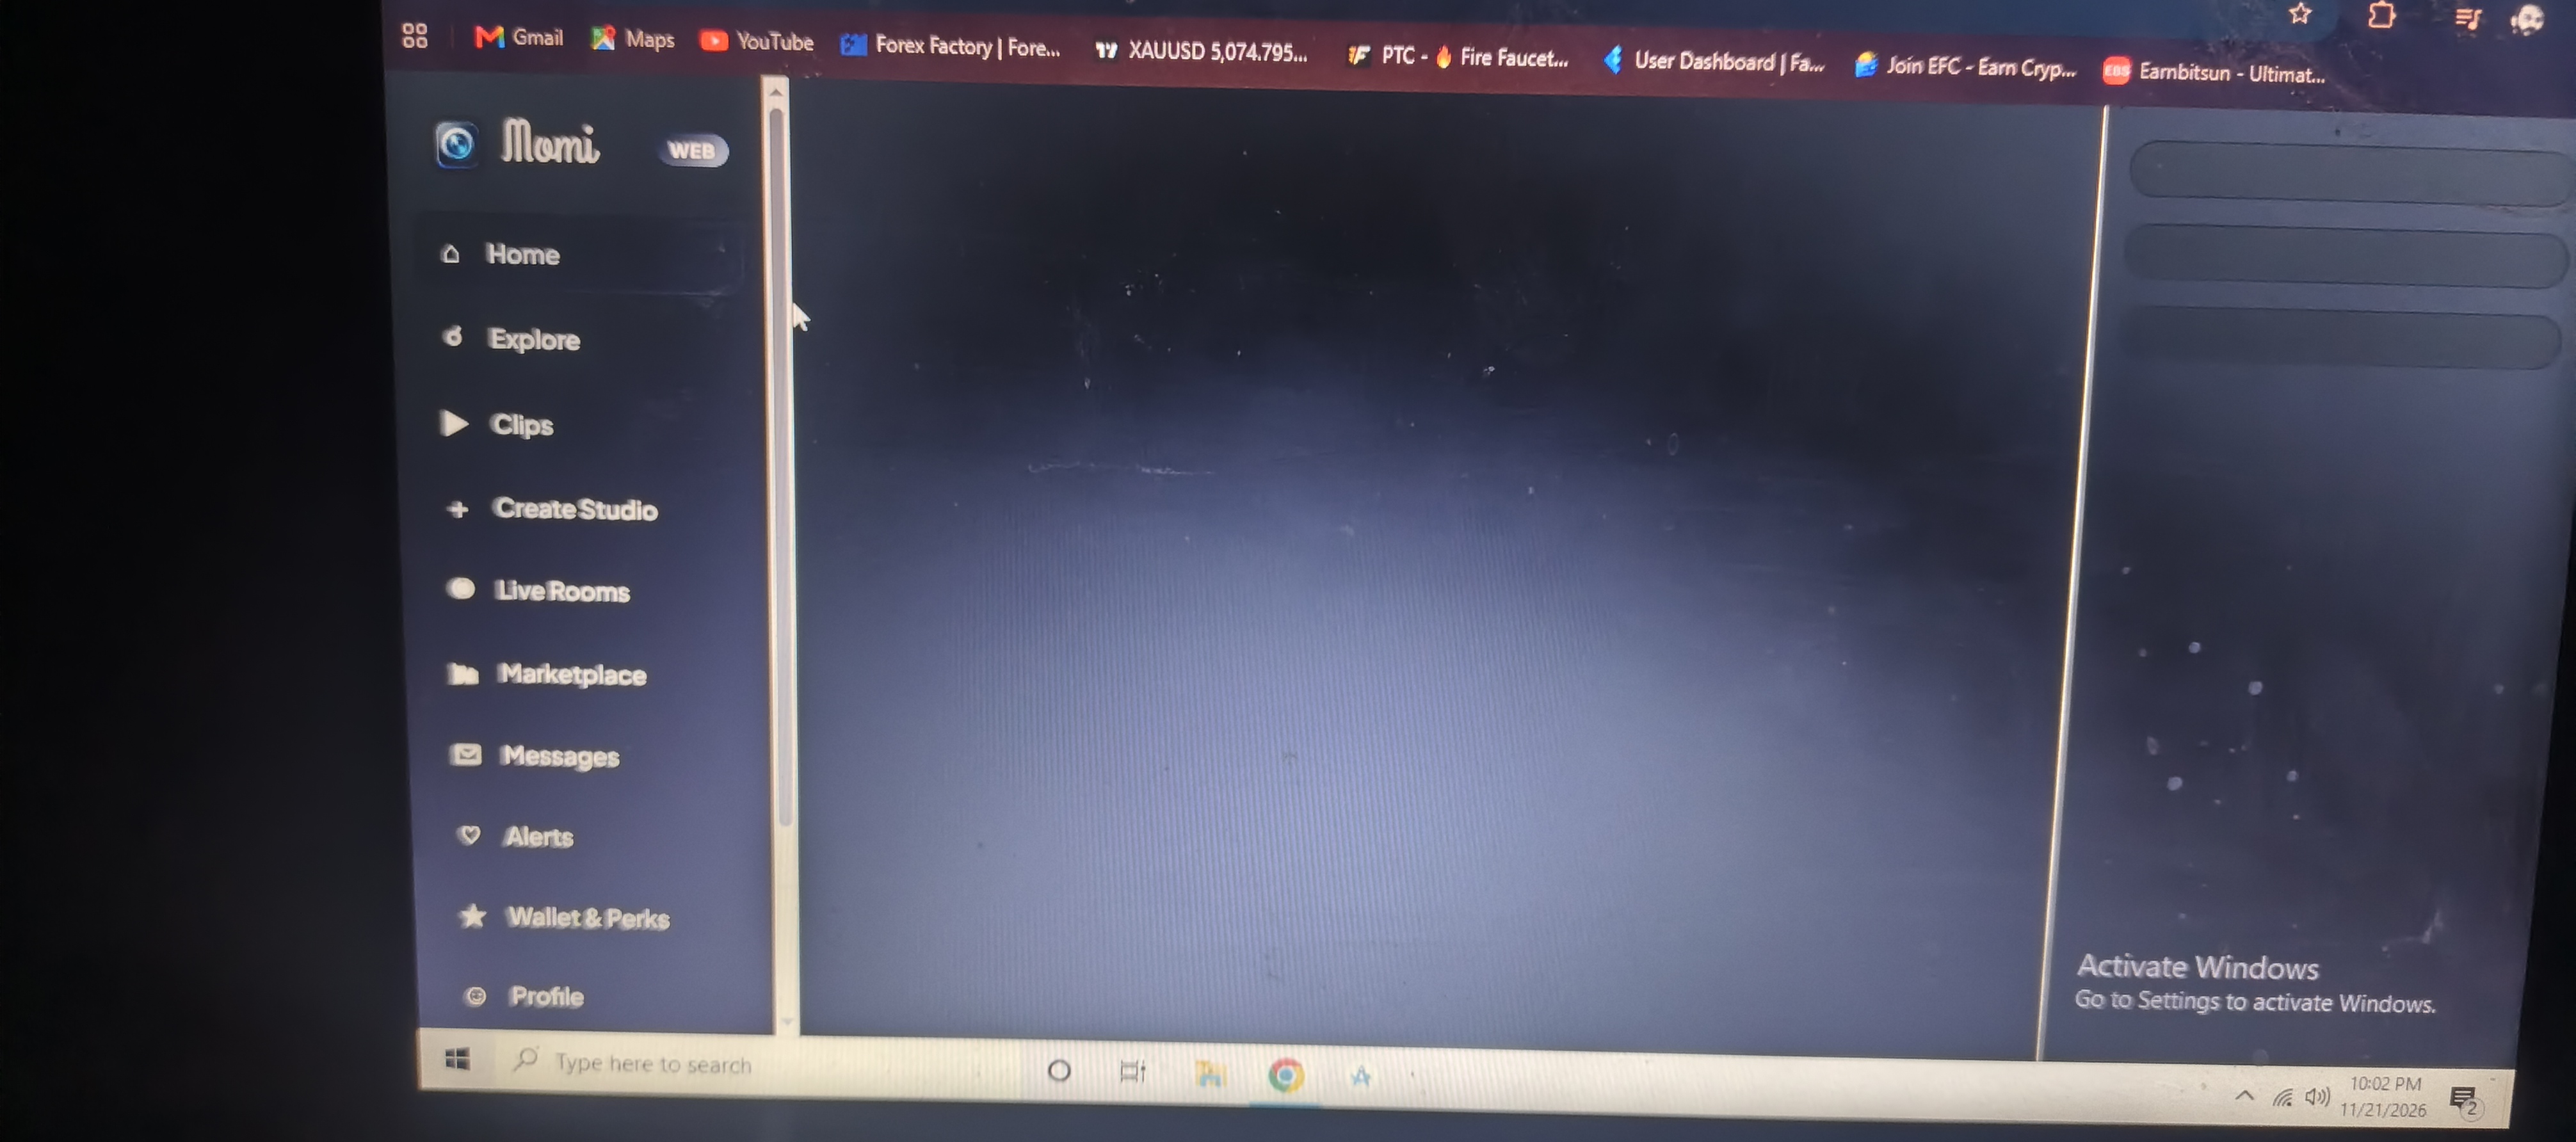 Gmail
Maps
YouTube
Forex Factory | Fore...
XAUUSD 5,074.795...
PTC - 🔥 Fire Faucet...
User Dashboard | Fa...
Join EFC - Earn Cryp...
EBS Earnbitsun - Ultimat...
Momi WEB
Home
Explore
Clips
Create Studio
Live Rooms
Marketplace
Messages
Alerts
Wallet & Perks
Profile
Activate Windows
Go to Settings to activate Windows.
Type here to search
10:02 PM
11/21/2026
2